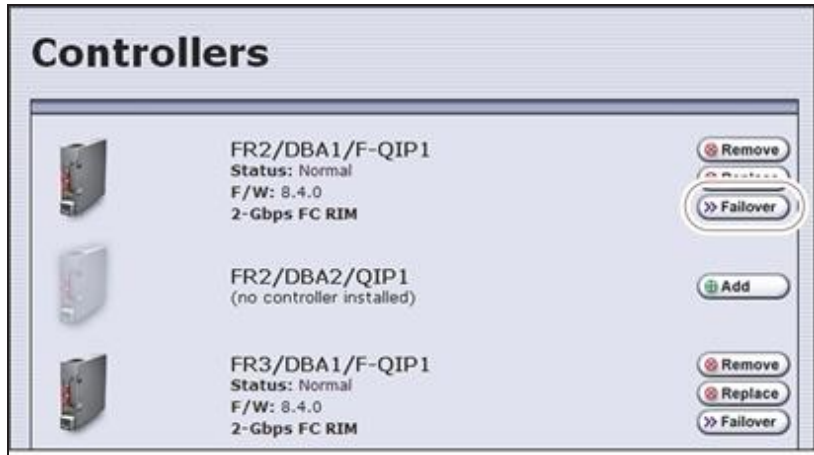 Controllers
FR2/DBA1/F-QIP1
Status: Normal
F/W: 8.4.0
2-Gbps FC RIM
Remove
Failover
FR2/DBA2/QIP1
(no controller installed)
Add
FR3/DBA1/F-QIP1
Status: Normal
F/W: 8.4.0
2-Gbps FC RIM
Remove
Replace
Failover